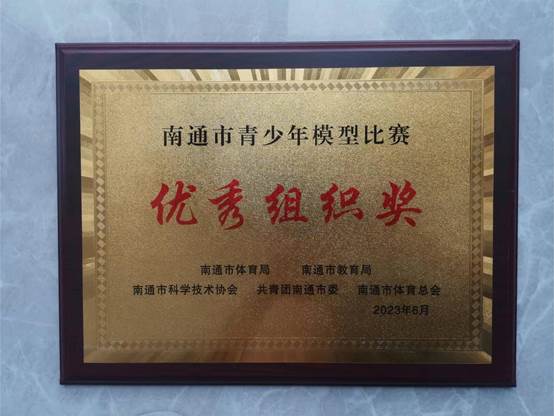 南通市青少年模型比赛
优秀组织奖
南通市体育局 南通市教育局
南通市科学技术协会 共青团南通市委 南通市体育总会
2023年6月